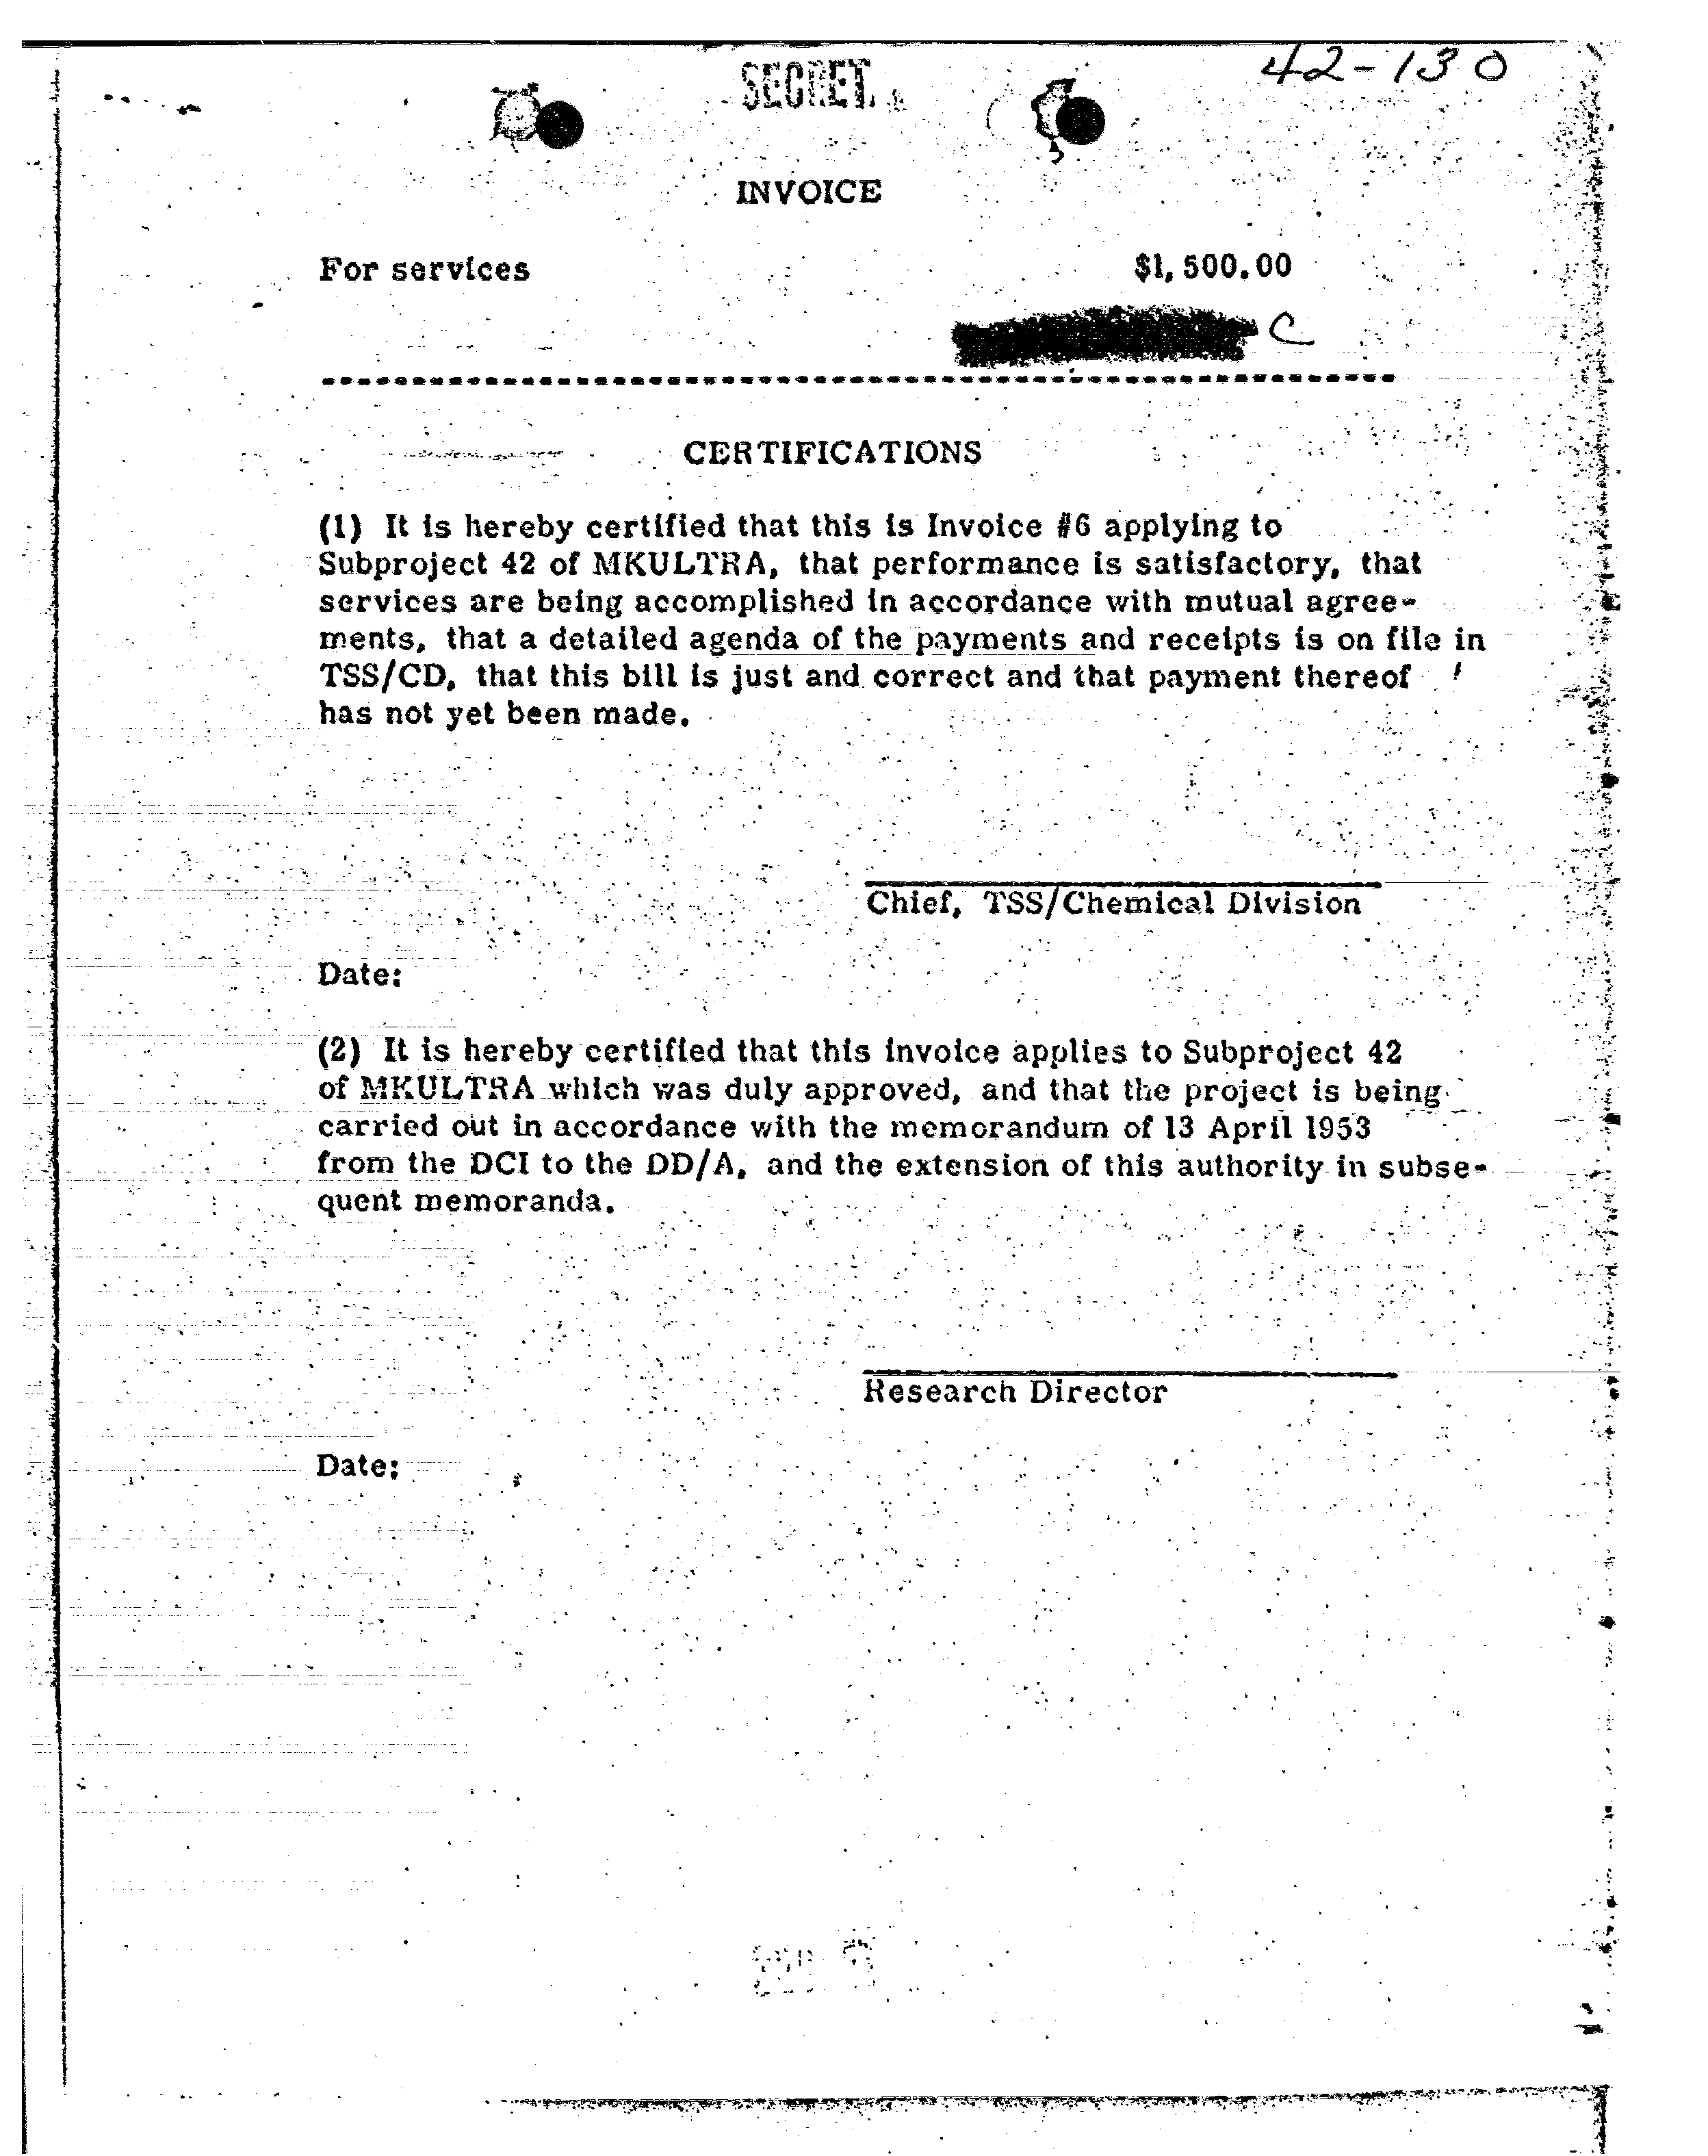 42-130
SECRET
INVOICE
For services $1,500.00
C
CERTIFICATIONS
(1) It is hereby certified that this is Invoice #6 applying to
Subproject 42 of MKULTRA, that performance is satisfactory, that
services are being accomplished in accordance with mutual agree-
ments, that a detailed agenda of the payments and receipts is on file in
TSS/CD, that this bill is just and correct and that payment thereof
has not yet been made.
Chief, TSS/Chemical Division
Date:
(2) It is hereby certified that this invoice applies to Subproject 42
of MKULTRA which was duly approved, and that the project is being
carried out in accordance with the memorandum of 13 April 1953
from the DCI to the DD/A, and the extension of this authority in subse-
quent memoranda.
Research Director
Date: